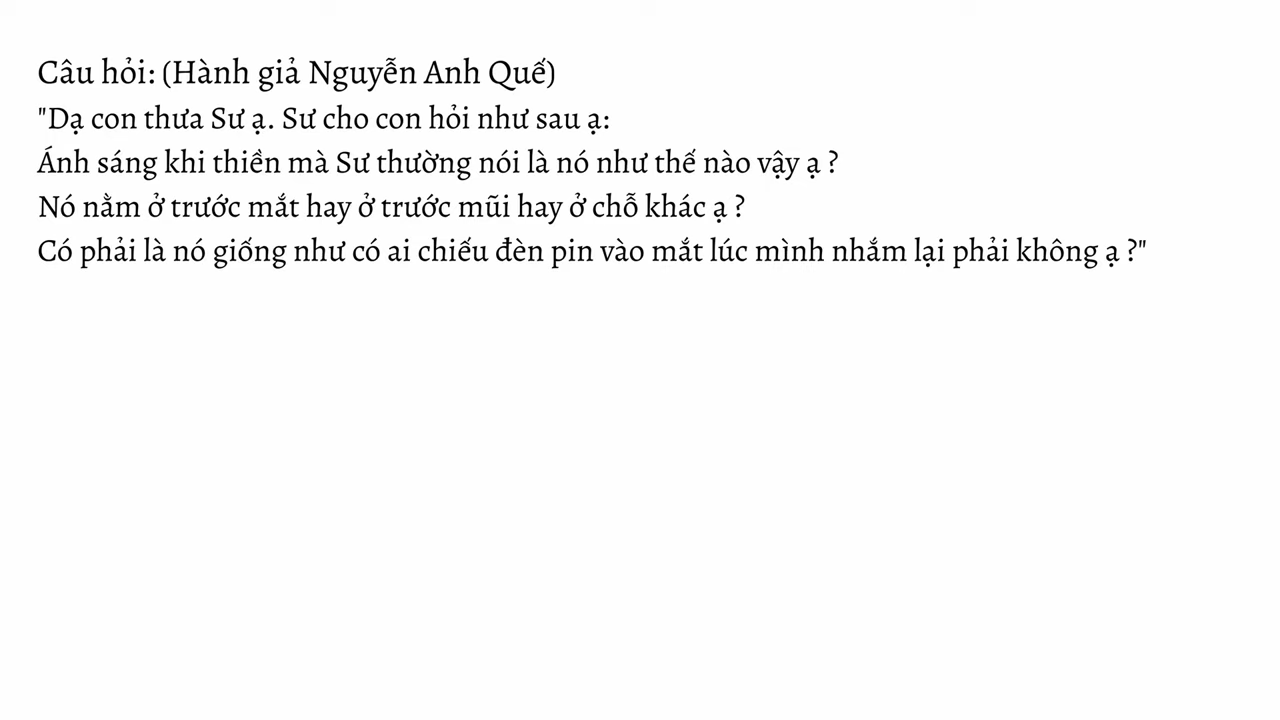 Câu hỏi: (Hành giả Nguyễn Anh Quế)
"Dạ con thưa Sư ạ. Sư cho con hỏi như sau ạ:
Ánh sáng khi thiền mà Sư thường nói là nó như thế nào vậy ạ ?
Nó nằm ở trước mắt hay ở trước mũi hay ở chỗ khác ạ ?
Có phải là nó giống như có ai chiếu đèn pin vào mắt lúc mình nhắm lại phải không ạ ?"